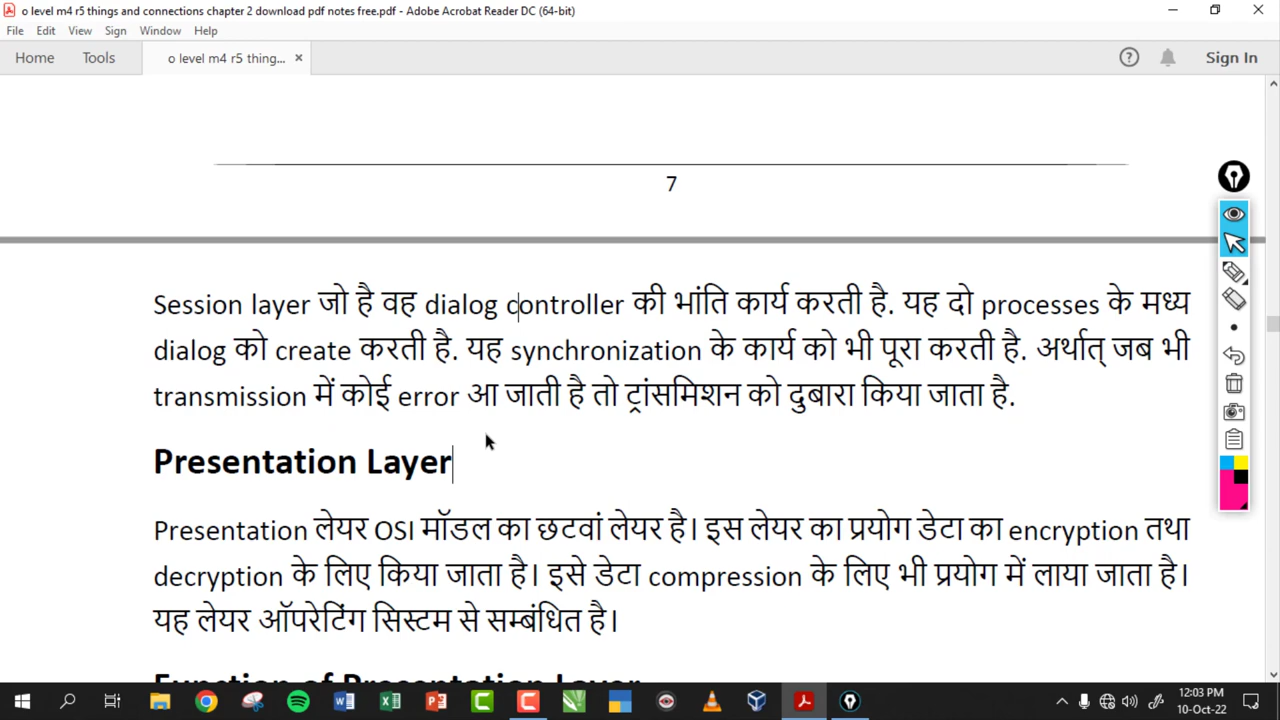 o level m4 r5 things and connections chapter 2 download pdf notes free.pdf - Adobe Acrobat Reader DC (64-bit)
File Edit View Sign Window Help
Home Tools o level m4 r5 thing... × Sign In
7
Session layer जो है वह dialog controller की भांति कार्य करती है. यह दो processes के मध्य
dialog को create करती है. यह synchronization के कार्य को भी पूरा करती है. अर्थात् जब भी
transmission में कोई error आ जाती है तो ट्रांसमिशन को दुबारा किया जाता है.
Presentation Layer
Presentation लेयर OSI मॉडल का छटवां लेयर है। इस लेयर का प्रयोग डेटा का encryption तथा
decryption के लिए किया जाता है। इसे डेटा compression के लिए भी प्रयोग में लाया जाता है।
यह लेयर ऑपरेटिंग सिस्टम से सम्बंधित है।
Function of Presentation Layer
12:03 PM
10-Oct-22